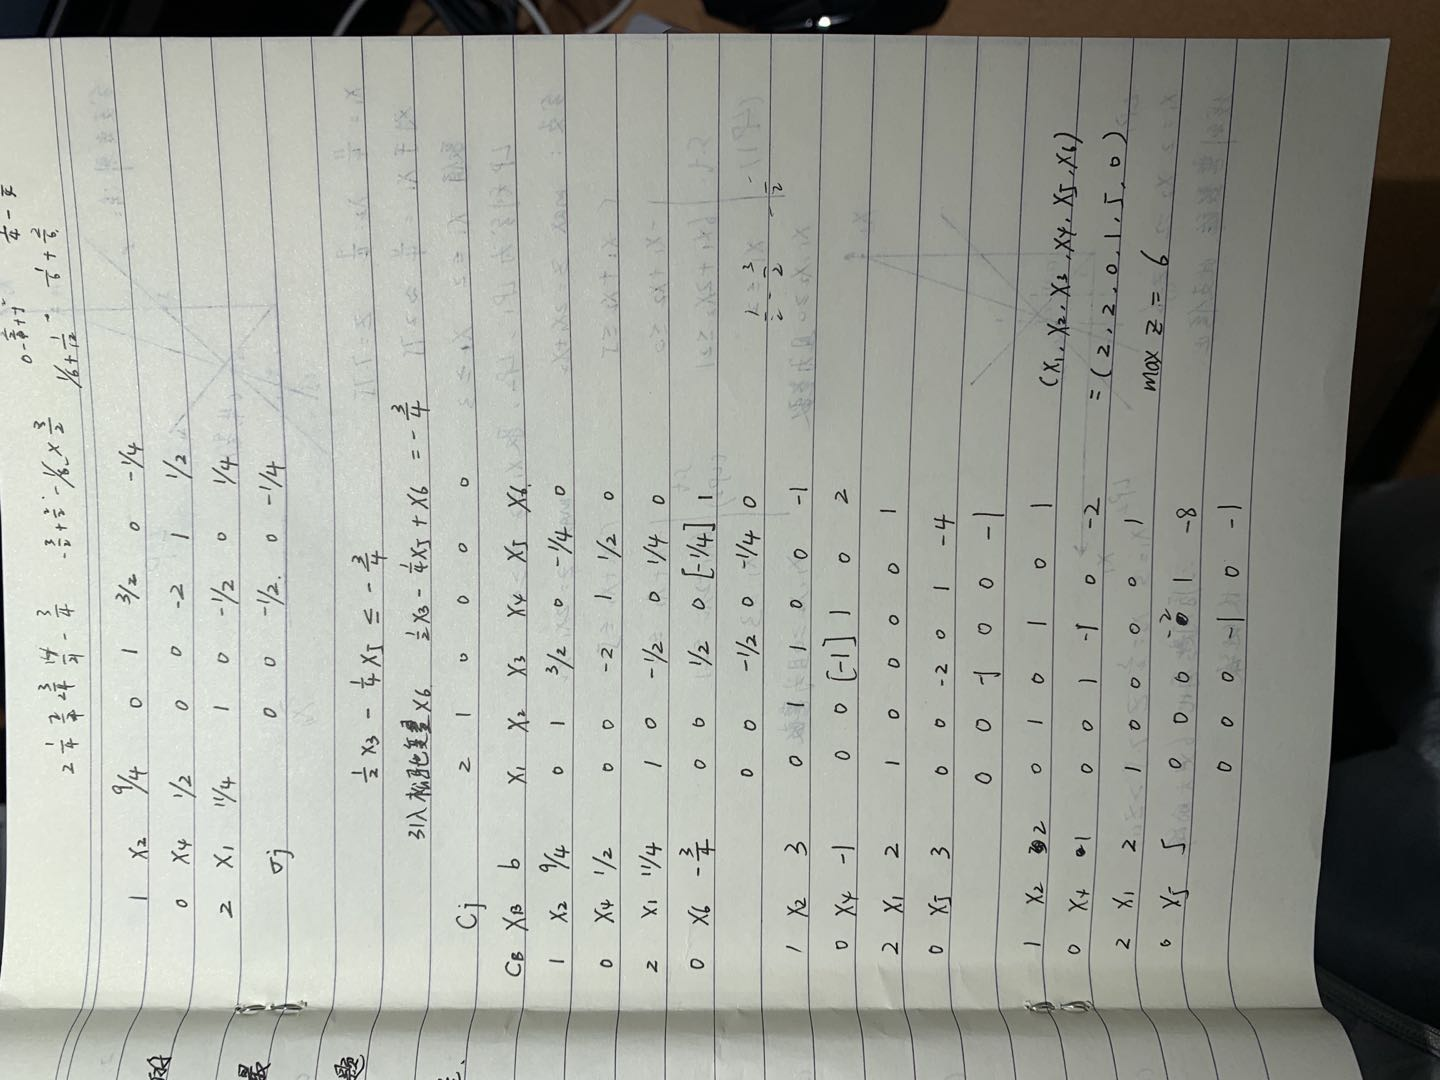 0 - 
2 1/4 3/4 - 3/4
1 X2 9/4 0 1 3/2 0 -1/4
0 X4 1/2 0 0 -2 1 1/2
2 X1 11/4 1 0 -1/2 0 1/4
σj 0 0 -1/2 0 -1/4
1/2 X3 - 1/4 X5 ≤ -3/4
引入松弛变量X6 1/2 X3 - 1/4 X5 + X6 = -3/4
Cj 2 1 0 0 0 0
CB XB b X1 X2 X3 X4 X5 X6
1 X2 9/4 0 1 3/2 0 -1/4 0
0 X4 1/2 0 0 -2 1 1/2 0
2 X1 11/4 1 0 -1/2 0 1/4 0
0 X6 -3/4 0 0 1/2 0 [-1/4] 1
0 0 -1/2 0 -1/4 0
1 X2 3 0 1 1 0 0 -1
0 X4 -1 0 0 [-1] 1 0 2
2 X1 2 1 0 0 0 0 1
0 X5 3 0 0 -2 0 1 -4
0 0 -1 0 0 -1
1 X2 2 0 1 0 1 0 1
(X1, X2, X3, X4, X5, X6)
0 X4 1 0 0 1 -1 0 -2
= (2, 2, 0, 1, 5, 0)
2 X1 2 1 0 0 0 0 1
max z = 6
0 X5 5 0 0 0 -2 1 -8
0 0 0 -1 0 -1